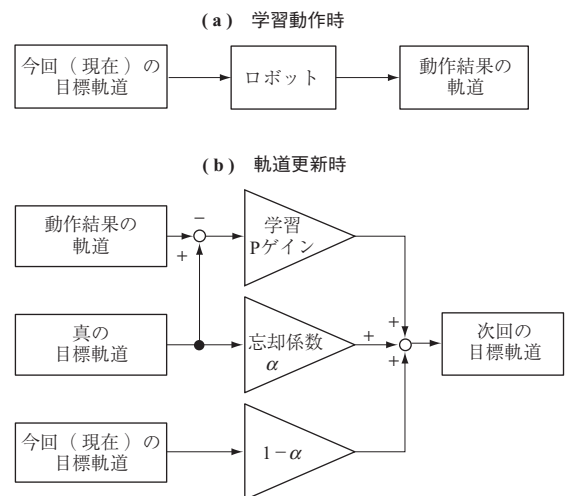 ( a ) 学習動作時
今回（ 現在 ）の
目標軌道
ロボット
動作結果の
軌道
( b ) 軌道更新時
動作結果の
軌道
−
+
学習
Pゲイン
真の
目標軌道
忘却係数
α
+
+
+
次回の
目標軌道
今回（ 現在 ）の
目標軌道
1−α